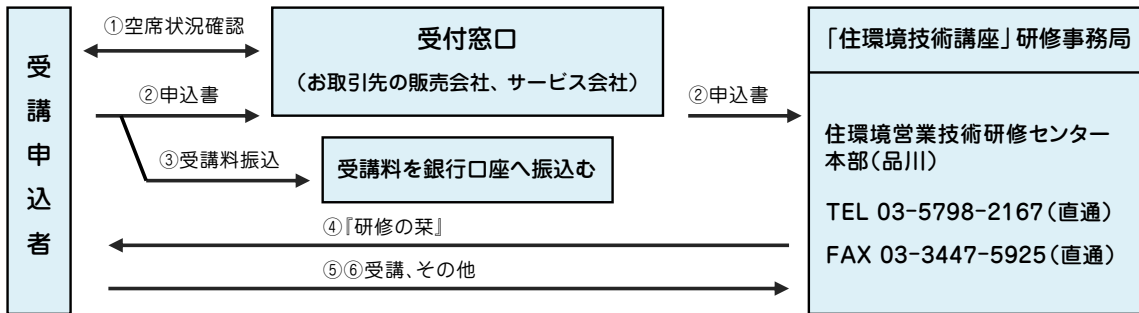 受講申込者
①空席状況確認
受付窓口
（お取引先の販売会社、サービス会社）
②申込書
③受講料振込
受講料を銀行口座へ振込む
②申込書
④『研修の栞』
⑤⑥受講、その他
「住環境技術講座」研修事務局
住環境営業技術研修センター
本部（品川）
TEL 03-5798-2167（直通）
FAX 03-3447-5925（直通）